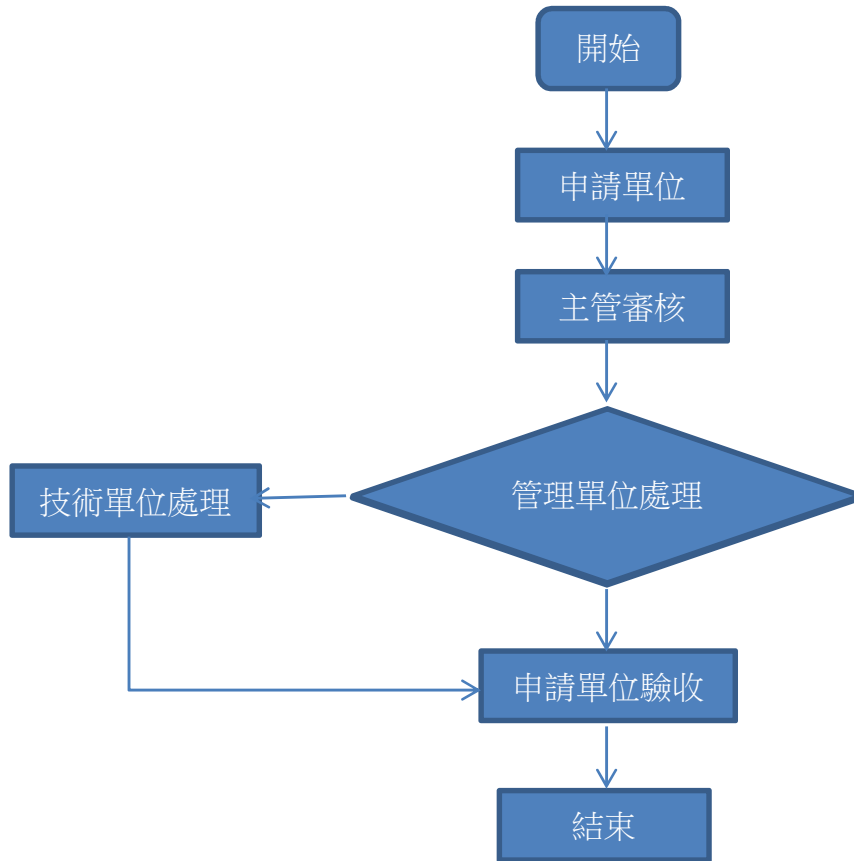 開始
申請單位
主管審核
管理單位處理
技術單位處理
申請單位驗收
結束